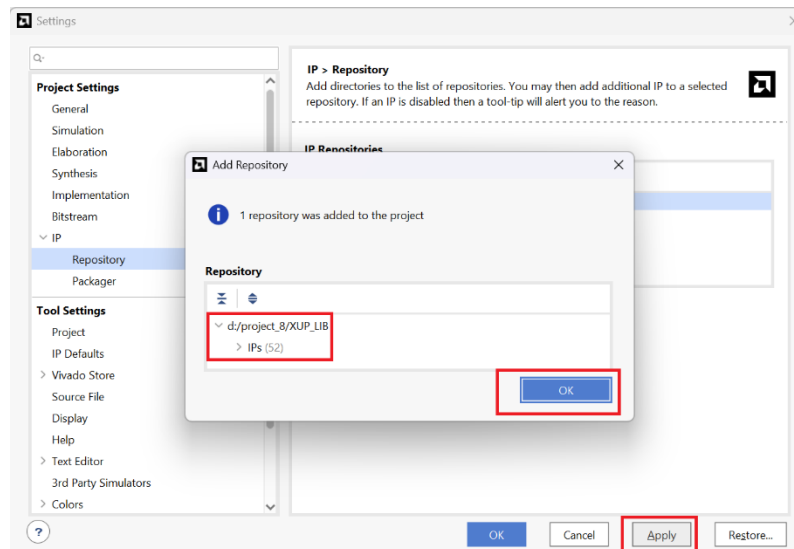 Settings
Q-
Project Settings
General
Simulation
Elaboration
Synthesis
Implementation
Bitstream
IP
Repository
Packager
Tool Settings
Project
IP Defaults
Vivado Store
Source File
Display
Help
Text Editor
3rd Party Simulators
Colors
IP > Repository
Add directories to the list of repositories. You may then add additional IP to a selected
repository. If an IP is disabled then a tool-tip will alert you to the reason.
IP Repositories
Add Repository
1 repository was added to the project
Repository
d:/project_8/XUP_LIB
IPs (52)
OK
?
OK
Cancel
Apply
Restore...